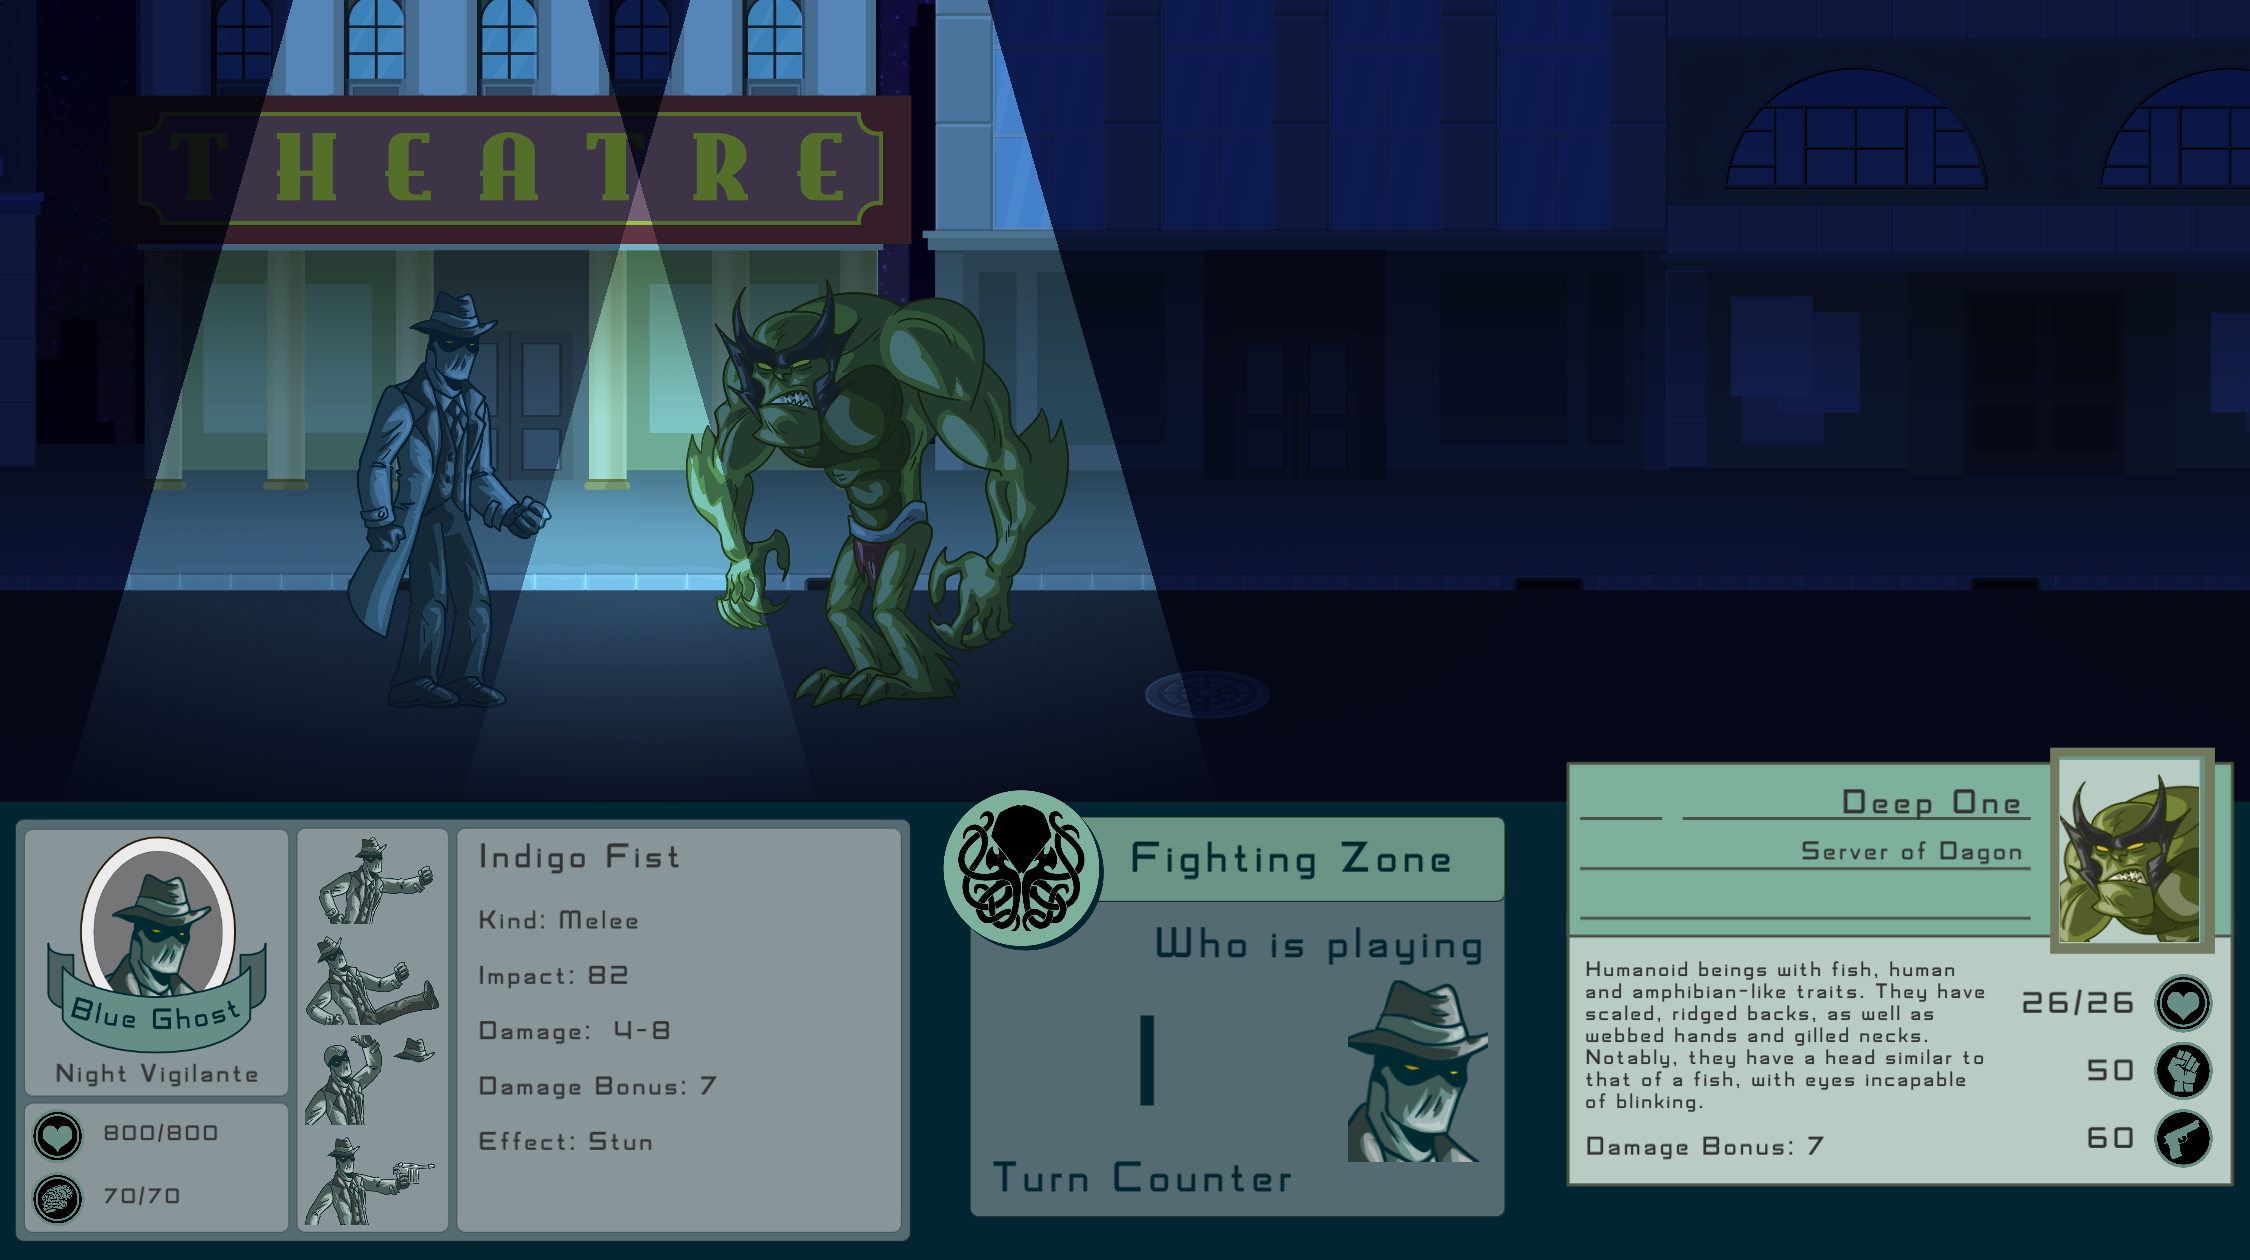 THEATRE
Blue Ghost
Night Vigilante
800/800
70/70
Indigo Fist
Kind: Melee
Impact: 82
Damage: 4-8
Damage Bonus: 7
Effect: Stun
Fighting Zone
Who is playing
1
Turn Counter
Deep One
Server of Dagon
Humanoid beings with fish, human
and amphibian-like traits. They have
scaled, ridged backs, as well as
webbed hands and gilled necks.
Notably, they have a head similar to
that of a fish, with eyes incapable
of blinking.
Damage Bonus: 7
26/26
50
60